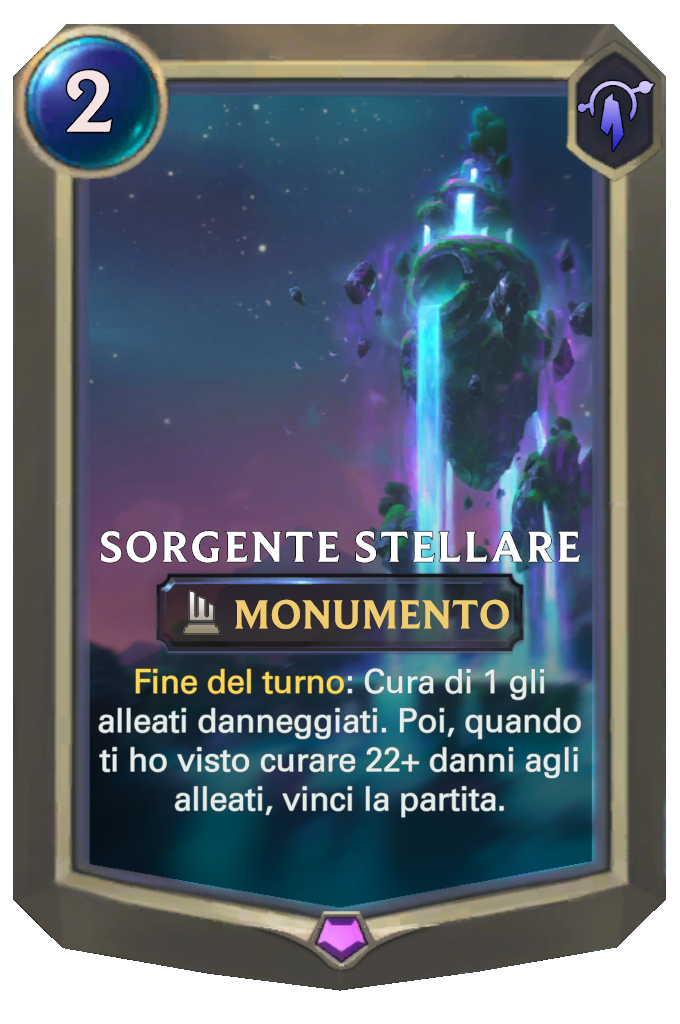 2
SORGENTE STELLARE
MONUMENTO
Fine del turno: Cura di 1 gli
alleati danneggiati. Poi, quando
ti ho visto curare 22+ danni agli
alleati, vinci la partita.